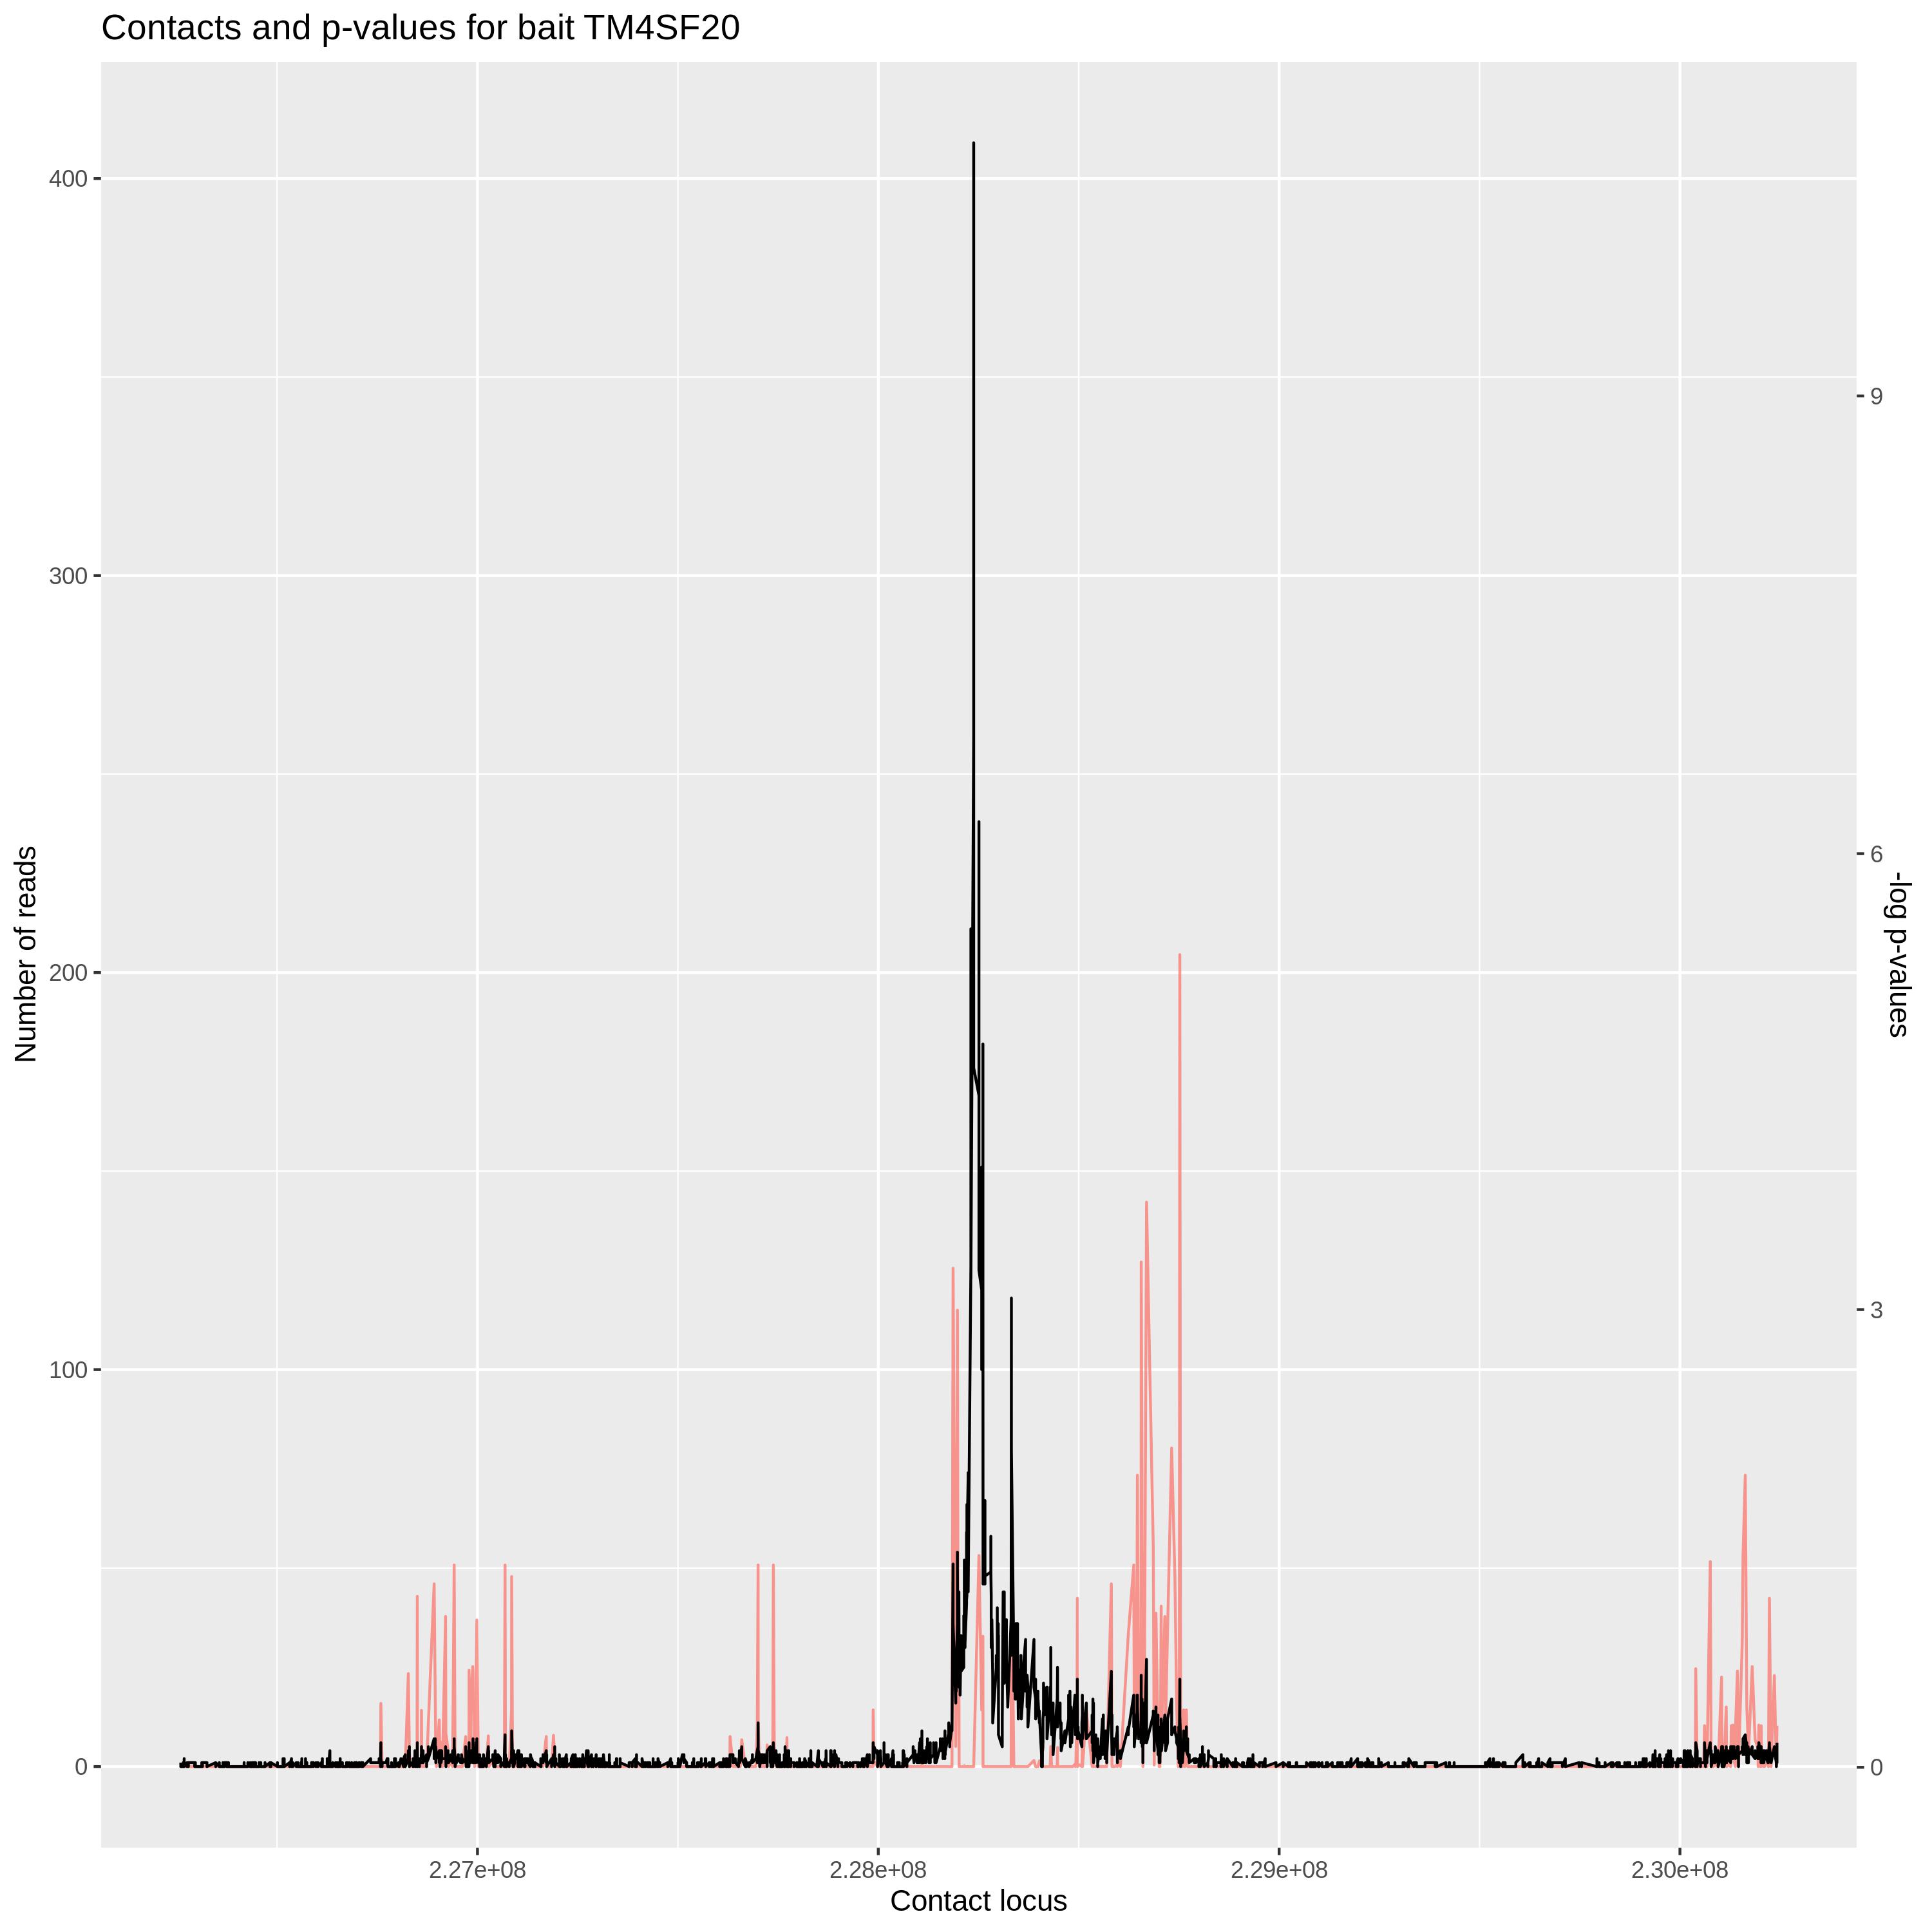 Contacts and p-values for bait TM4SF20
Number of reads
400
300
200
100
0
9
6
3
0
-log p-values
2.27e+08
2.28e+08
2.29e+08
2.30e+08
Contact locus